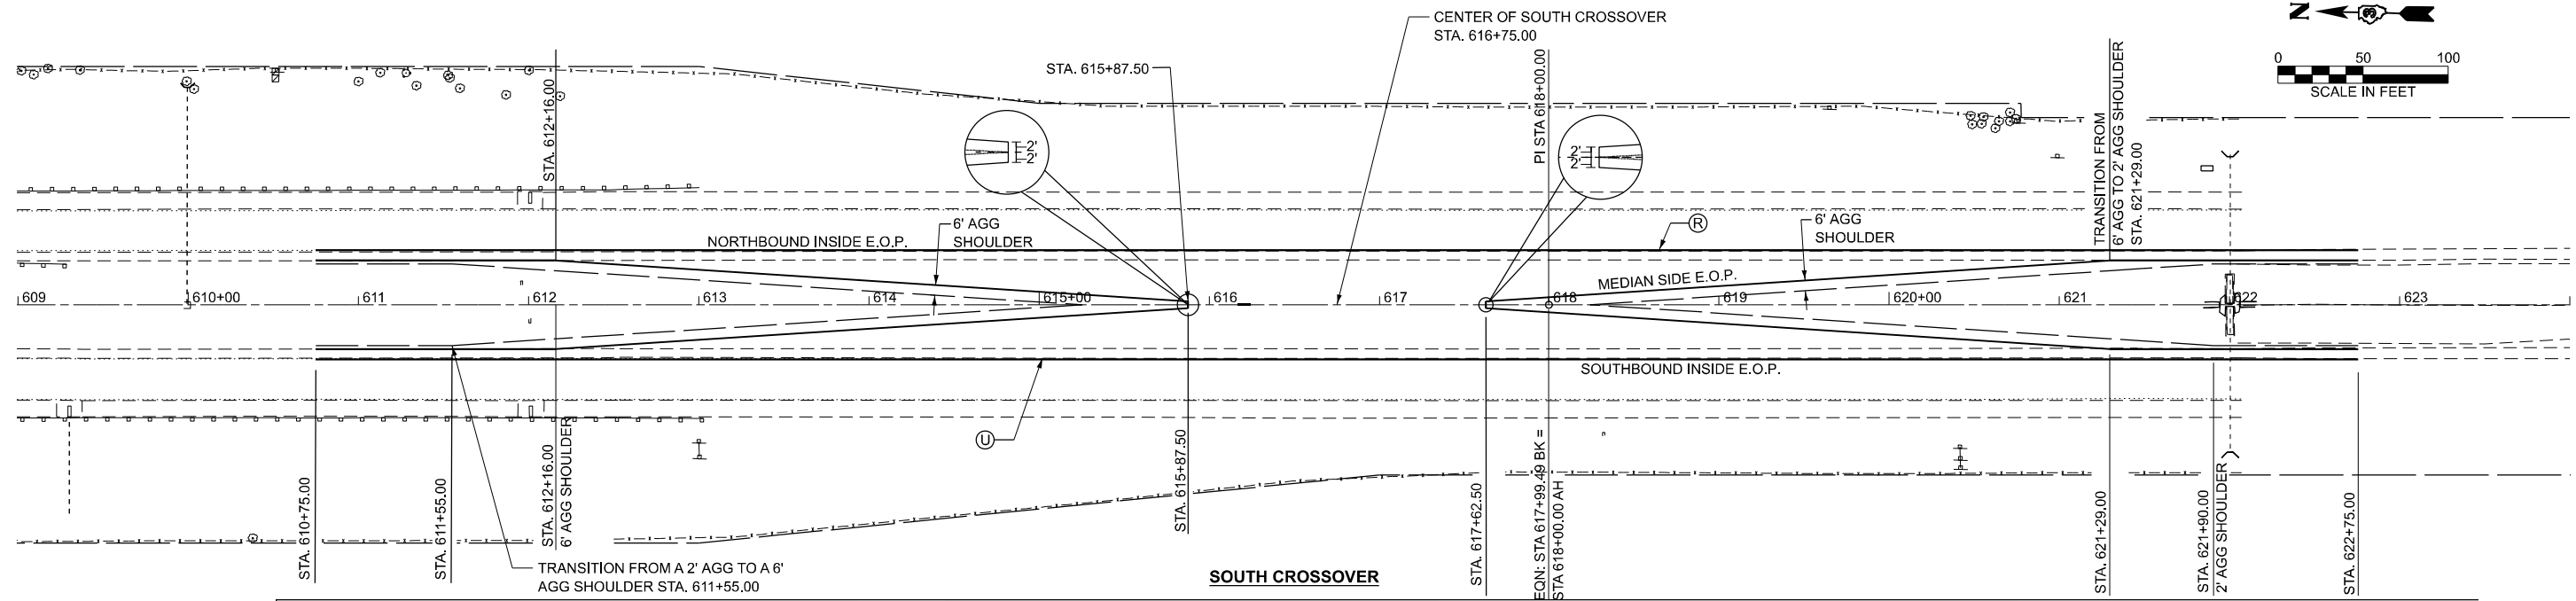 CENTER OF SOUTH CROSSOVER
STA. 616+75.00
N
3
0 50 100
SCALE IN FEET
STA. 615+87.50
STA. 612+16.00
2'
2'
2'
2'
PI STA 618+00.00
TRANSITION FROM
6' AGG TO 2' AGG SHOULDER
STA. 621+29.00
NORTHBOUND INSIDE E.O.P.
6' AGG
SHOULDER
R
6' AGG
SHOULDER
MEDIAN SIDE E.O.P.
609 610+00 611 612 613 614 615+00 616 617 618 619 620+00 621 622 623
SOUTHBOUND INSIDE E.O.P.
U
STA. 610+75.00
STA. 611+55.00
STA. 612+16.00
6' AGG SHOULDER
STA. 615+87.50
STA. 617+62.50
EQN: STA 617+99.49 BK =
STA 618+00.00 AH
STA. 621+29.00
STA. 621+90.00
2' AGG SHOULDER
STA. 622+75.00
TRANSITION FROM A 2' AGG TO A 6'
AGG SHOULDER STA. 611+55.00
SOUTH CROSSOVER